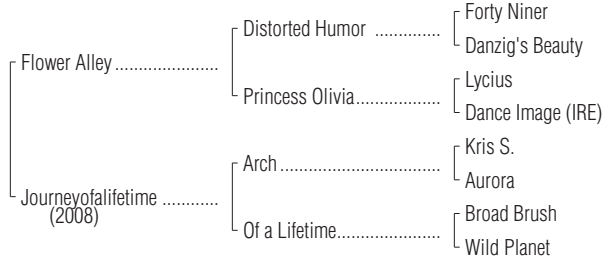 Forty Niner
Distorted Humor ..............
Danzig's Beauty
Flower Alley ......................
Lycius
Princess Olivia..................
Dance Image (IRE)
Kris S.
Arch ..................................
Aurora
Journeyofalifetime ............
(2008)
Broad Brush
Of a Lifetime......................
Wild Planet